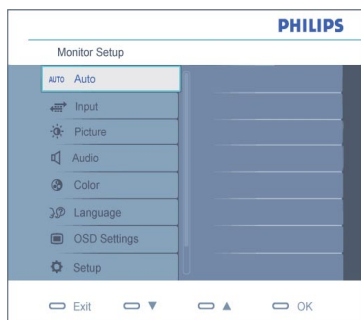 PHILIPS
Monitor Setup
AUTO Auto
Input
Picture
Audio
Color
Language
OSD Settings
Setup
Exit ▼ ▲ OK